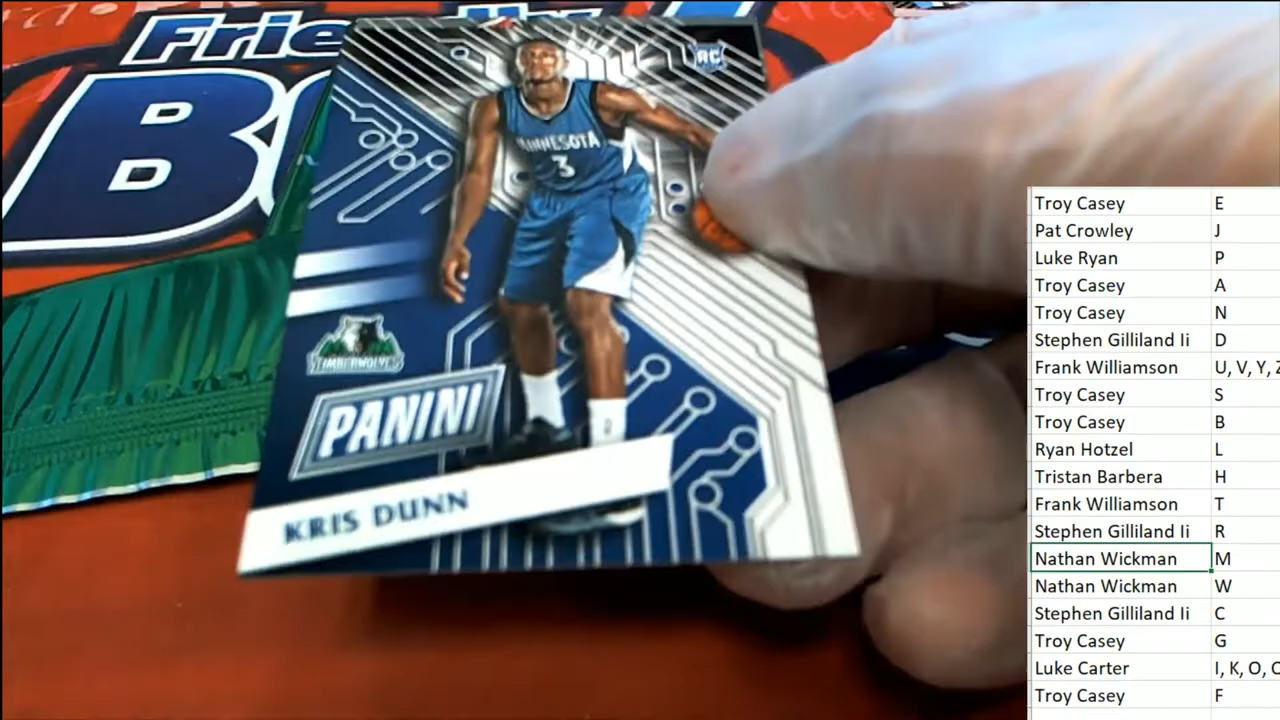 Frie
B
RC
MINNESOTA
3
TIMBERWOLVES
PANINI
KRIS DUNN
Troy Casey E
Pat Crowley J
Luke Ryan P
Troy Casey A
Troy Casey N
Stephen Gilliland Ii D
Frank Williamson U, V, Y, Z
Troy Casey S
Troy Casey B
Ryan Hotzel L
Tristan Barbera H
Frank Williamson T
Stephen Gilliland Ii R
Nathan Wickman M
Nathan Wickman W
Stephen Gilliland Ii C
Troy Casey G
Luke Carter I, K, O,
Troy Casey F